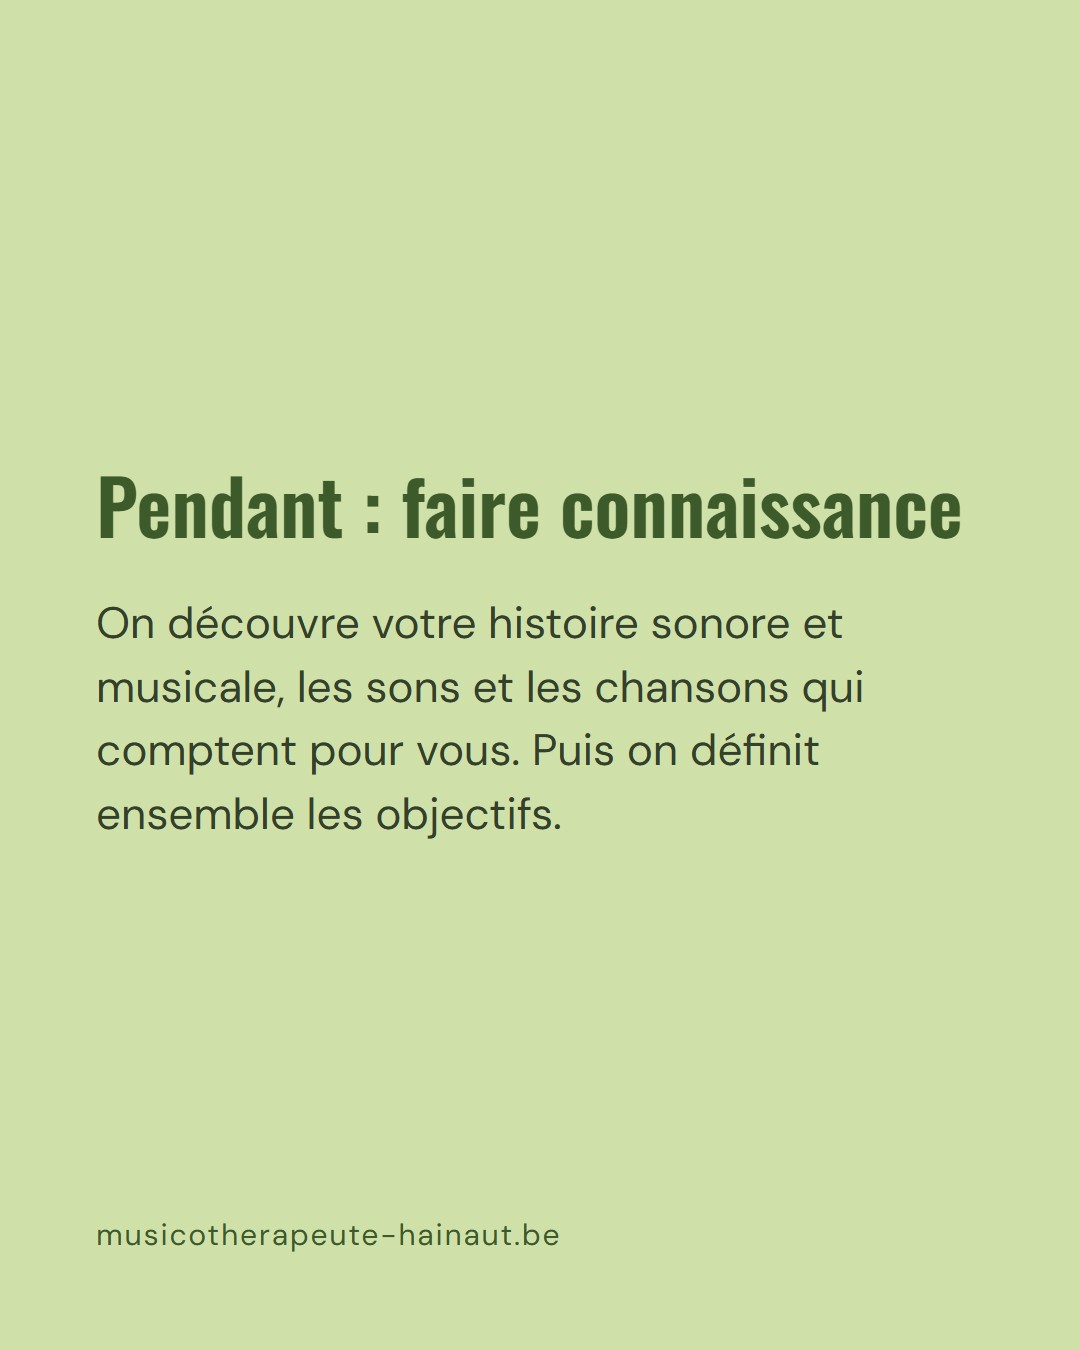 Pendant : faire connaissance
On découvre votre histoire sonore et
musicale, les sons et les chansons qui
comptent pour vous. Puis on définit
ensemble les objectifs.
musicotherapeute-hainaut.be